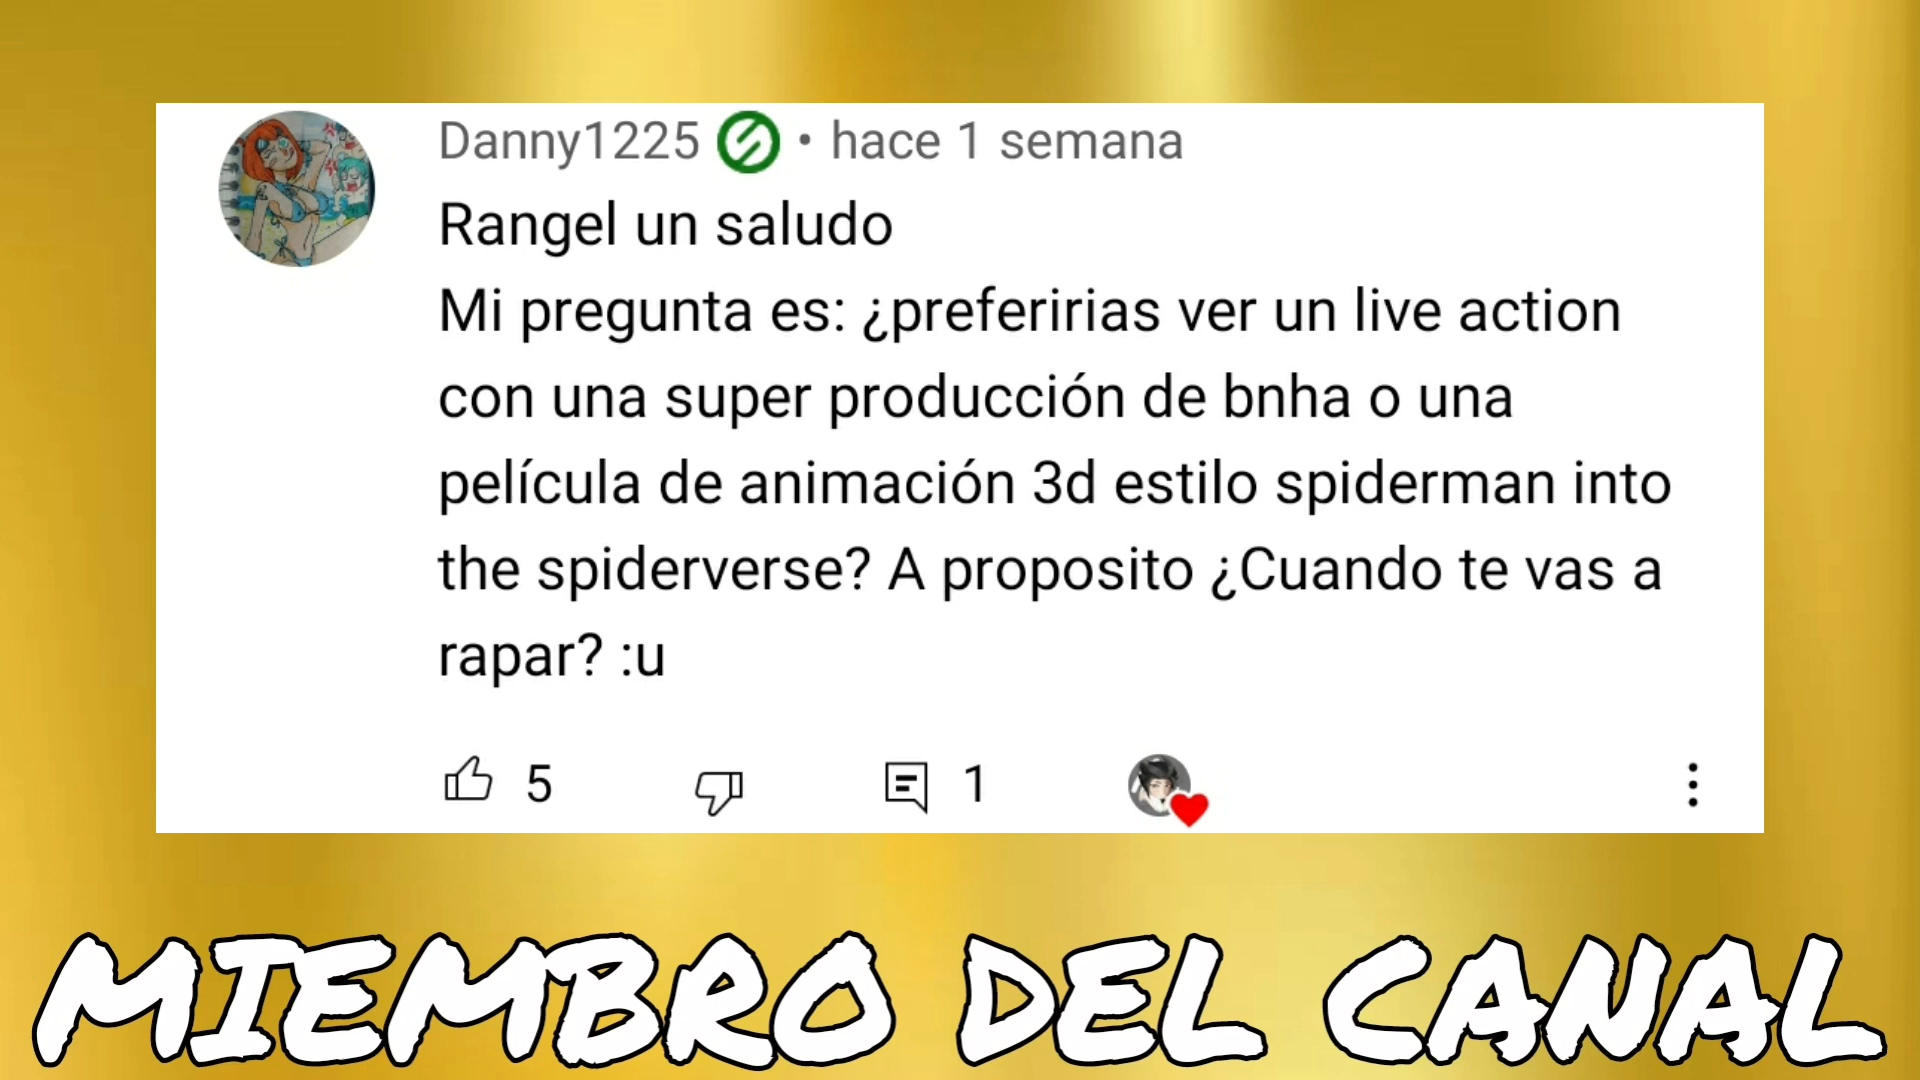 Danny1225 • hace 1 semana
Rangel un saludo
Mi pregunta es: ¿preferirias ver un live action
con una super producción de bnha o una
película de animación 3d estilo spiderman into
the spiderverse? A proposito ¿Cuando te vas a
rapar? :u
5 1
MIEMBRO DEL CANAL